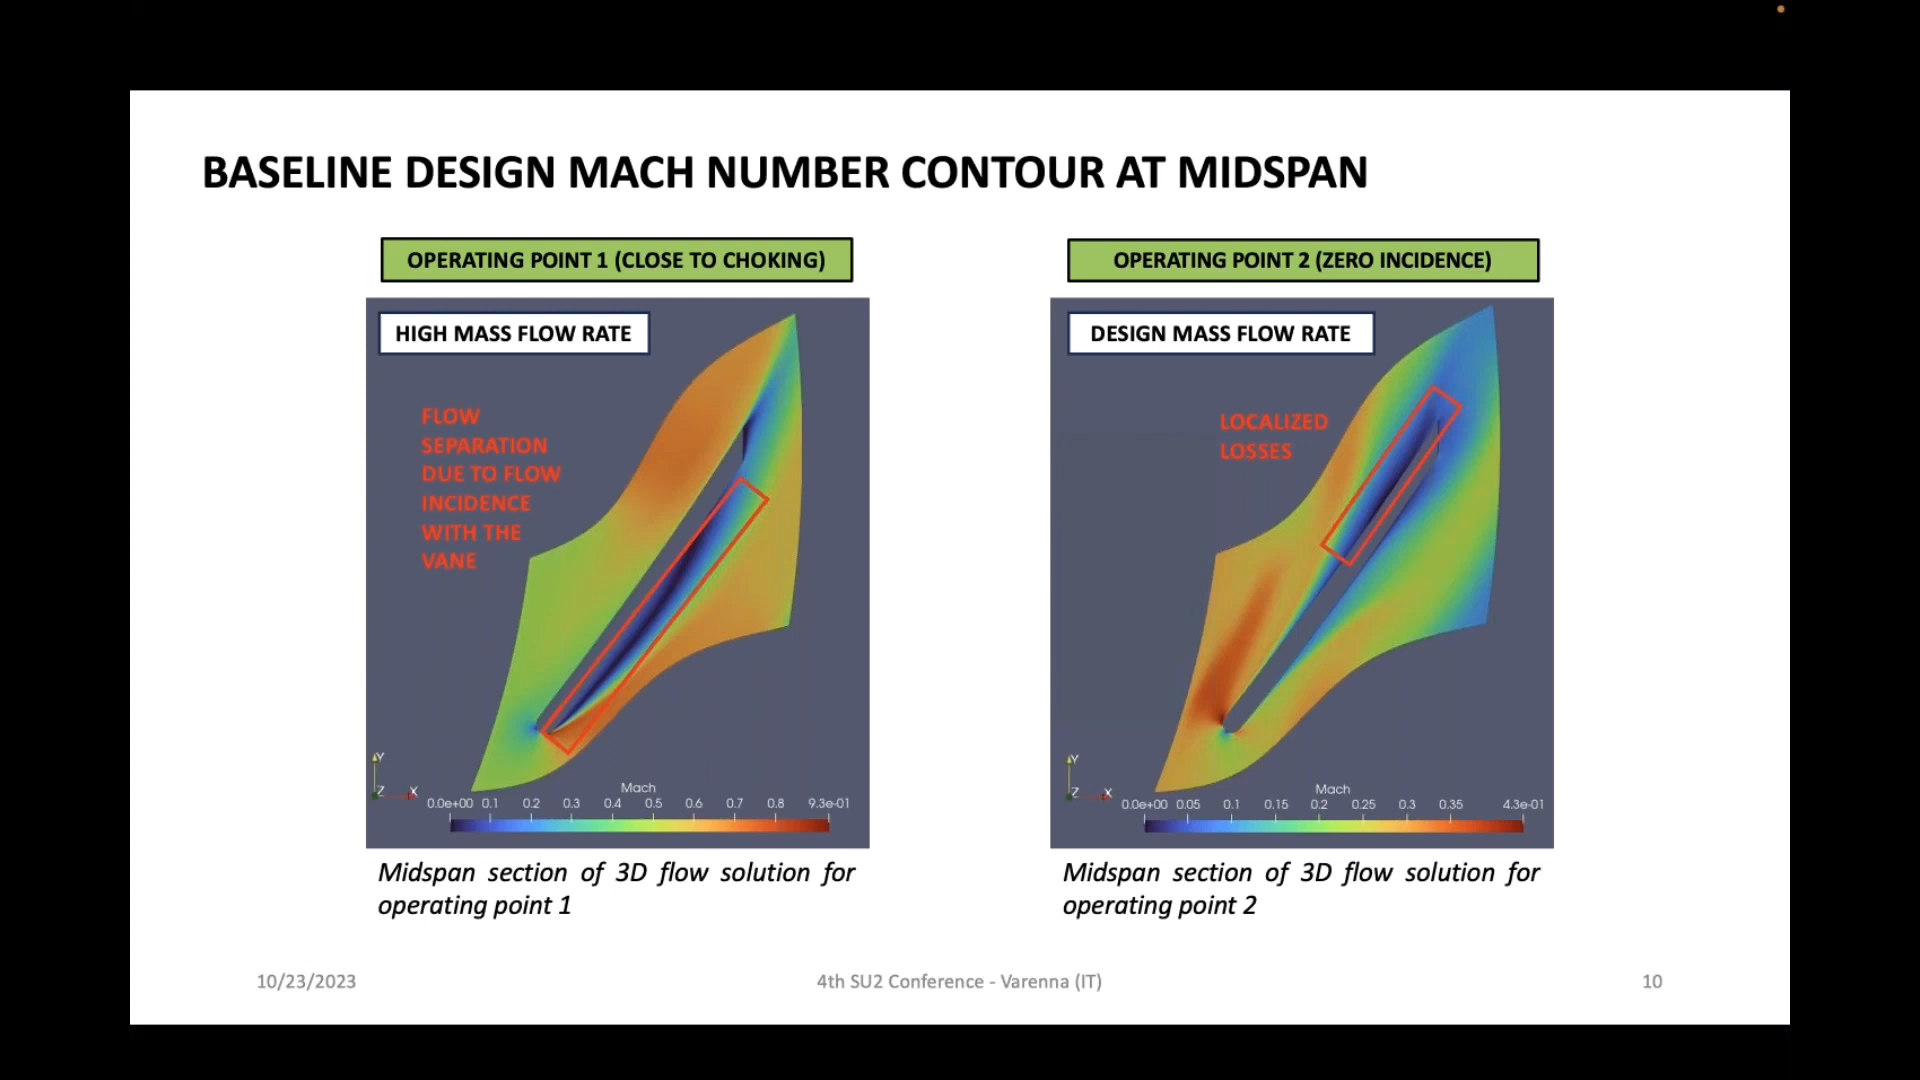 BASELINE DESIGN MACH NUMBER CONTOUR AT MIDSPAN
OPERATING POINT 1 (CLOSE TO CHOKING)
HIGH MASS FLOW RATE
FLOW
SEPARATION
DUE TO FLOW
INCIDENCE
WITH THE
VANE
Y
Z X
Mach
0.0e+00 0.1 0.2 0.3 0.4 0.5 0.6 0.7 0.8 9.3e-01
Midspan section of 3D flow solution for
operating point 1
OPERATING POINT 2 (ZERO INCIDENCE)
DESIGN MASS FLOW RATE
LOCALIZED
LOSSES
Y
Z X
Mach
0.0e+00 0.05 0.1 0.15 0.2 0.25 0.3 0.35 4.3e-01
Midspan section of 3D flow solution for
operating point 2
10/23/2023
4th SU2 Conference - Varenna (IT)
10